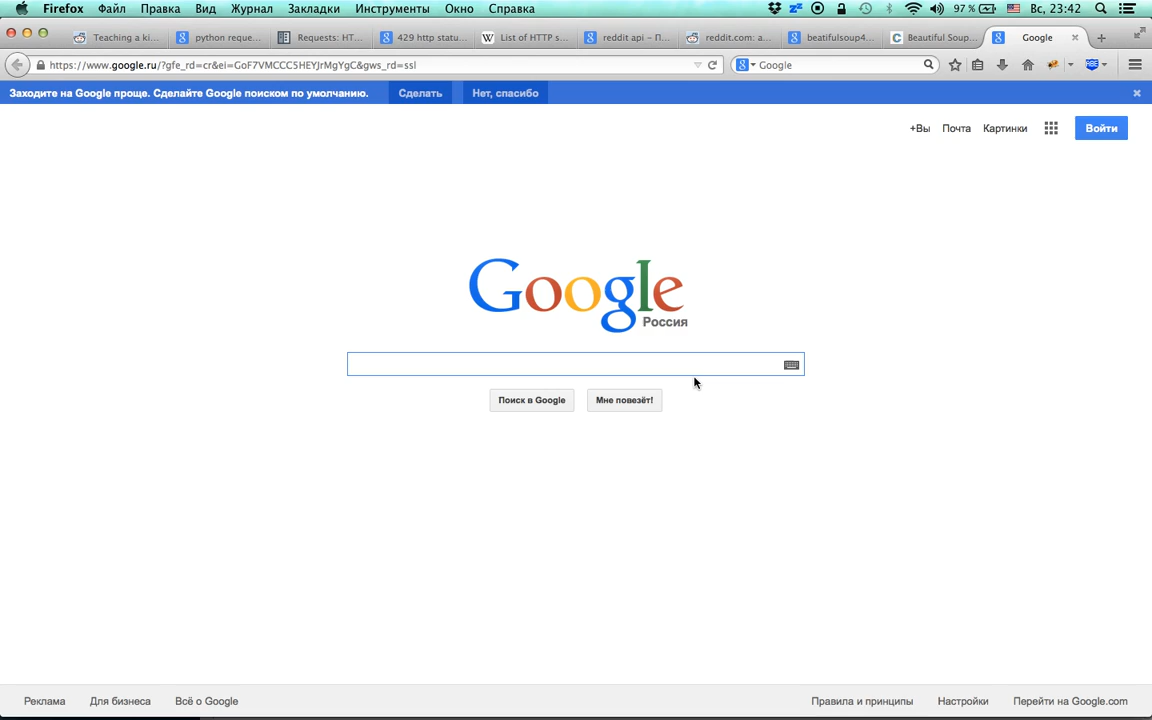 Firefox Файл Правка Вид Журнал Закладки Инструменты Окно Справка 97 % Вс, 23:42
Teaching a ki... python reque... Requests: HT... 429 http statu... List of HTTP s... reddit api – П... reddit.com: a... beatifulsoup4... Beautiful Soup... Google
https://www.google.ru/?gfe_rd=cr&ei=GoF7VMCCC5HEYJrMgYgC&gws_rd=ssl Google
Заходите на Google проще. Сделайте Google поиском по умолчанию. Сделать Нет, спасибо
+Вы Почта Картинки Войти
Google
Россия
Поиск в Google Мне повезёт!
Реклама Для бизнеса Всё о Google Правила и принципы Настройки Перейти на Google.com